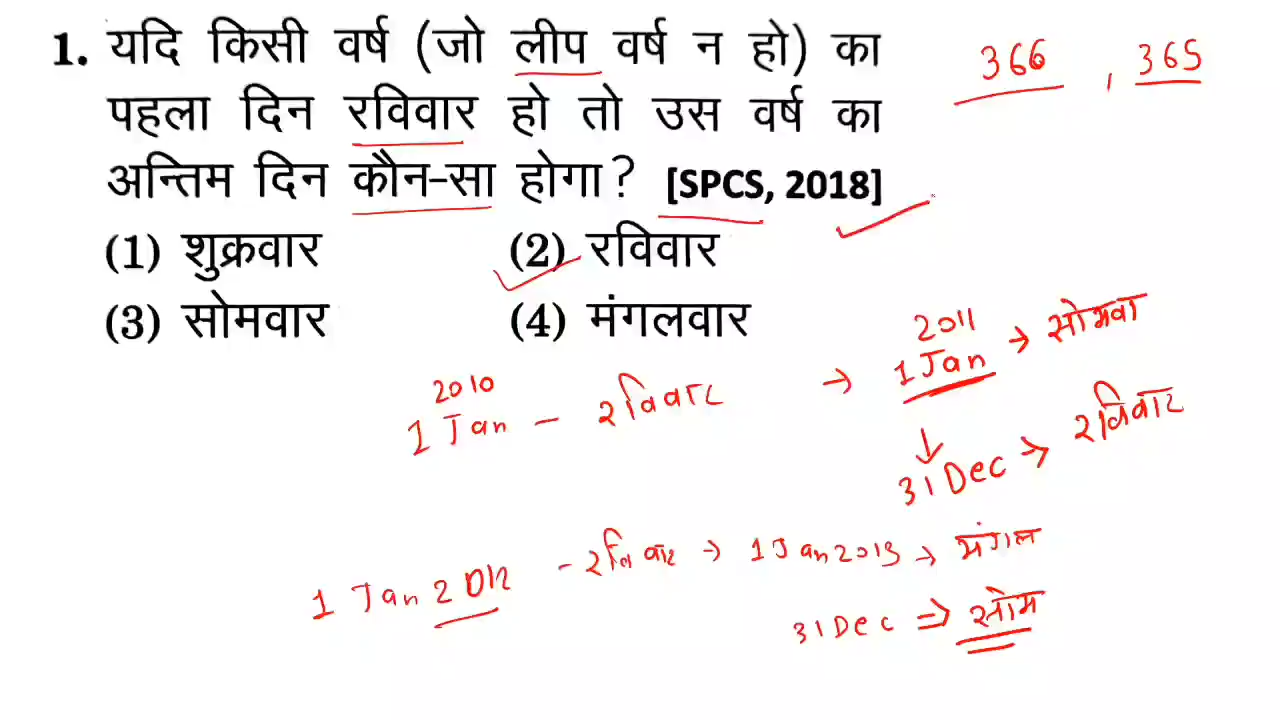 1. यदि किसी वर्ष (जो लीप वर्ष न हो) का
366 , 365
पहला दिन रविवार हो तो उस वर्ष का
अन्तिम दिन कौन-सा होगा? [SPCS, 2018]
(1) शुक्रवार (2) रविवार
(3) सोमवार (4) मंगलवार
2010
1 Jan - रविवार → 2011
1 Jan → सोमवा
↓
31 Dec → रविवार
1 Jan 2012 - रविवार → 1 Jan 2013 → मंगल
31 Dec ⇒ सोम